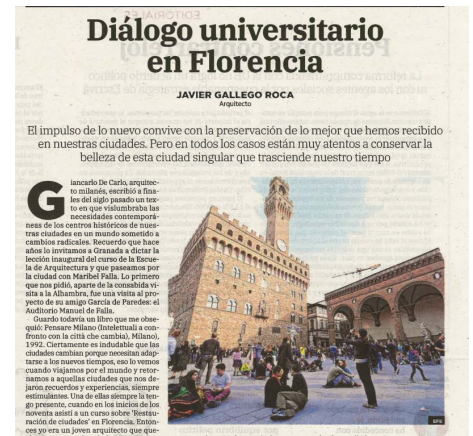 Diálogo universitario
en Florencia
JAVIER GALLEGO ROCA
Arquitecto
El impulso de lo nuevo convive con la preservación de lo mejor que hemos recibido
en nuestras ciudades. Pero en todos los casos están muy atentos a conservar la
belleza de esta ciudad singular que trasciende nuestro tiempo
Giancarlo De Carlo, arquitec-
to milanés, escribió a fina-
les del siglo pasado un tex-
to en que vislumbraba las
necesidades contemporá-
neas de los centros históricos de nues-
tras ciudades en un mundo sometido a
cambios radicales. Recuerdo que hace
años lo invitamos a Granada a dictar la
lección inaugural del curso de la Escue-
la de Arquitectura y que paseamos por
la ciudad con Maribel Falla. Lo primero
que nos pidió, aparte de la consabida vi-
sita a la Alhambra, fue una visita al pro-
yecto de su amigo García de Paredes: el
Auditorio Manuel de Falla.
Guardo todavía un libro que me obse-
quió: Pensare Milano (Intelettuali a con-
fronto con la città che cambia), Milano),
1992. Ciertamente es indudable que las
ciudades cambian porque necesitan adap-
tarse a los nuevos tiempos, eso lo vemos
cuando viajamos por el mundo y retor-
namos a aquellas ciudades que nos de-
jaron recuerdos y experiencias, siempre
estimulantes. Una de ellas siempre la ten-
go presente, cuando en los inicios de los
noventa asistí a un curso sobre 'Restau-
ración de ciudades' en Florencia. Enton-
ces yo era un joven arquitecto que que-
EFE